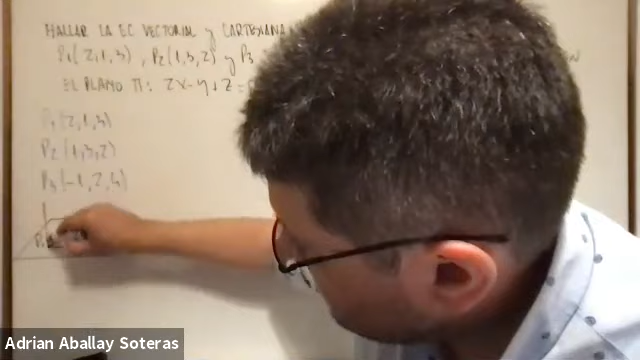 HALLAR LA EC VECTORIAL y CARTESIANA
P1(2,1,3), P2(1,3,2) y P3
EL PLANO π: 2x-y+z=
P1(2,1,3)
P2(1,3,2)
P3(-1,2,4)
Adrian Aballay Soteras